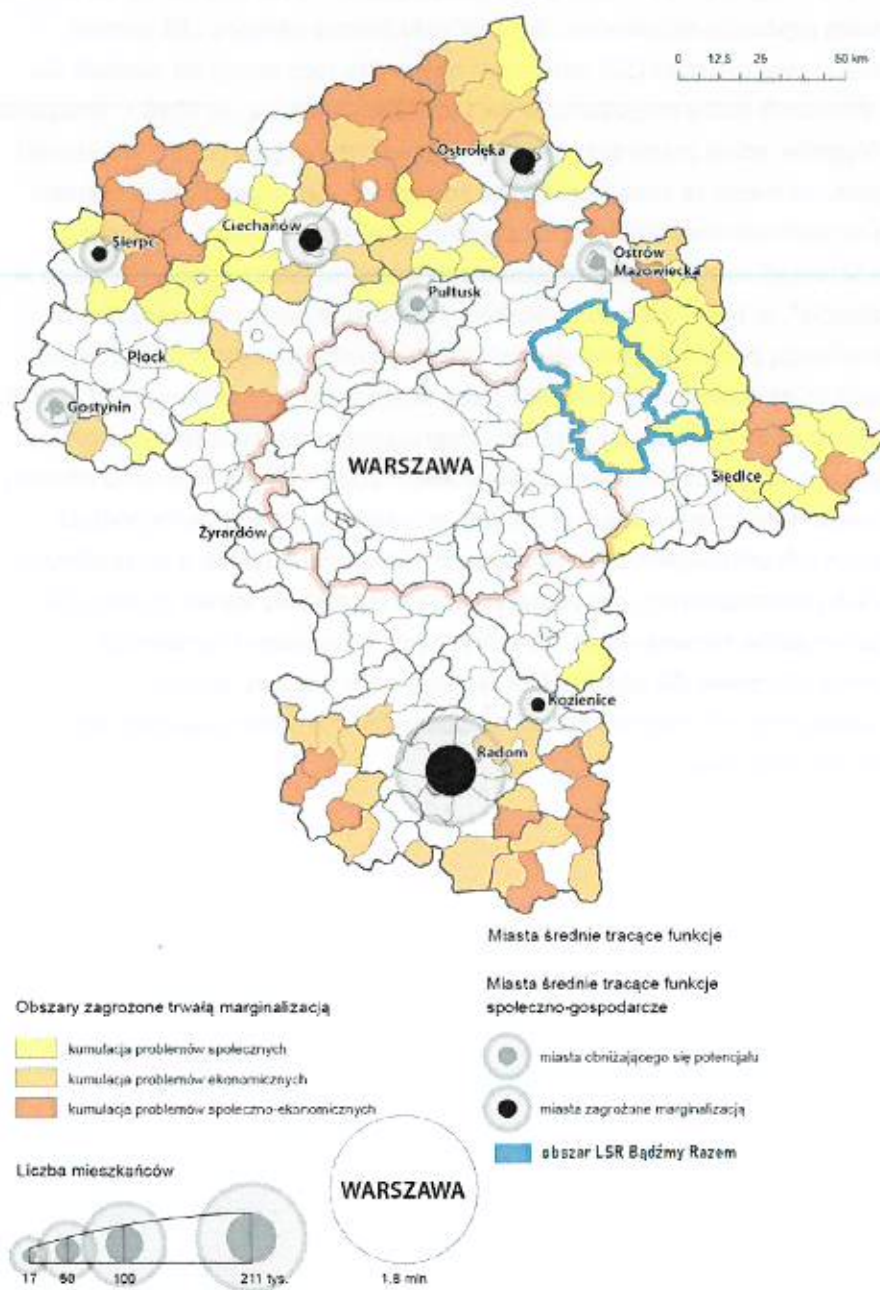 0 12.5 25 50 km
Ostrołęka
Ciechanów
Sierpc
Ostrów
Mazowiecka
Pułtusk
Płock
Gostynin
WARSZAWA
Siedlce
Żyrardów
Kozienice
Radom
Miasta średnie tracące funkcje
Miasta średnie tracące funkcje
społeczno-gospodarcze
Obszary zagrożone trwałą marginalizacją
kumulacja problemów społecznych
miasta obniżającego się potencjału
kumulacja problemów ekonomicznych
kumulacja problemów społeczno-ekonomicznych
miasta zagrożone marginalizacją
obszar LSR Bądźmy Razem
Liczba mieszkańców
WARSZAWA
17 50 100 211 tys. 1.8 mln